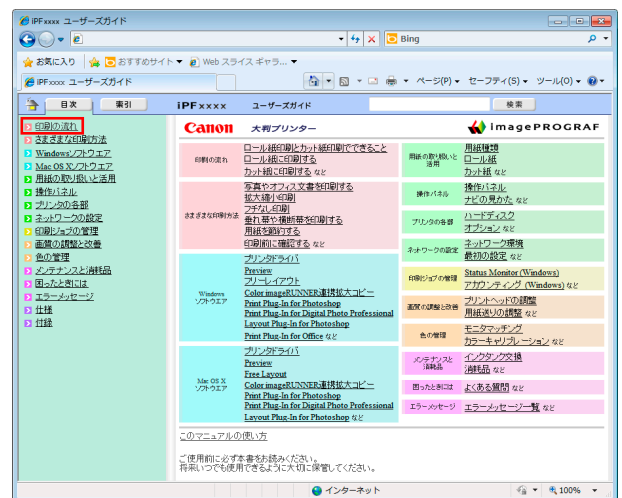 iPFxxxx ユーザーズガイド
Bing
お気に入り
おすすめサイト
Web スライス ギャラ...
iPFxxxx ユーザーズガイド
ページ(P)
セーフティ(S)
ツール(O)
目次
索引
iPFxxxx
ユーザーズガイド
検索
印刷の流れ
さまざまな印刷方法
Windowsソフトウエア
Mac OS Xソフトウエア
用紙の取り扱いと活用
操作パネル
プリンタの各部
ネットワークの設定
印刷ジョブの管理
画質の調整と改善
色の管理
メンテナンスと消耗品
困ったときには
エラーメッセージ
仕様
付録
Canon 大判プリンター
imagePROGRAF
印刷の流れ
ロール紙印刷とカット紙印刷でできること
ロール紙に印刷する
カット紙に印刷する など
さまざまな印刷方法
写真やオフィス文書を印刷する
拡大縮小印刷
フチなし印刷
垂れ幕や横断幕を印刷する
用紙を節約する
印刷前に確認する など
Windows
ソフトウエア
プリンタドライバ
Preview
フリーレイアウト
Color imageRUNNER連携拡大コピー
Print Plug-In for Photoshop
Print Plug-In for Digital Photo Professional
Layout Plug-In for Photoshop
Print Plug-In for Office など
Mac OS X
ソフトウエア
プリンタドライバ
Preview
Free Layout
Color imageRUNNER連携拡大コピー
Print Plug-In for Photoshop
Print Plug-In for Digital Photo Professional
Layout Plug-In for Photoshop など
用紙の取り扱いと
活用
用紙種類
ロール紙
カット紙 など
操作パネル
操作パネル
ナビの見かた など
プリンタの各部
ハードディスク
オプション など
ネットワークの設定
ネットワーク環境
最初の設定 など
印刷ジョブの管理
Status Monitor (Windows)
アカウンティング (Windows) など
画質の調整と改善
プリントヘッドの調整
用紙送りの調整 など
色の管理
モニタマッチング
カラーキャリブレーション など
メンテナンスと
消耗品
インクタンク交換
消耗品 など
困ったときには
よくある質問 など
エラーメッセージ
エラーメッセージ一覧 など
このマニュアルの使い方
ご使用前に必ず本書をお読みください。
将来いつでも使用できるように大切に保管してください。
インターネット
100%